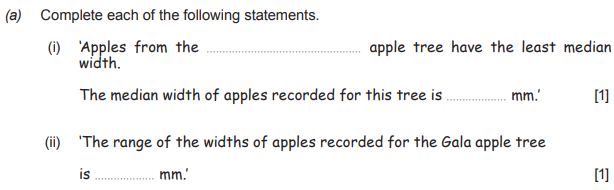 (a) Complete each of the following statements.
(i) 'Apples from the ........................................ apple tree have the least median
width.
The median width of apples recorded for this tree is .................. mm.' [1]
(ii) 'The range of the widths of apples recorded for the Gala apple tree
is .................. mm.' [1]